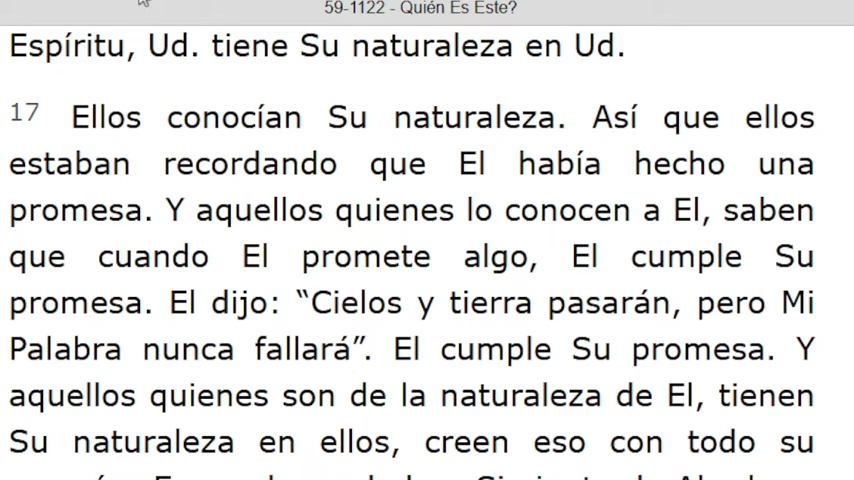 59-1122 - Quién Es Este?
Espíritu, Ud. tiene Su naturaleza en Ud.
17 Ellos conocían Su naturaleza. Así que ellos
estaban recordando que El había hecho una
promesa. Y aquellos quienes lo conocen a El, saben
que cuando El promete algo, El cumple Su
promesa. El dijo: “Cielos y tierra pasarán, pero Mi
Palabra nunca fallará”. El cumple Su promesa. Y
aquellos quienes son de la naturaleza de El, tienen
Su naturaleza en ellos, creen eso con todo su